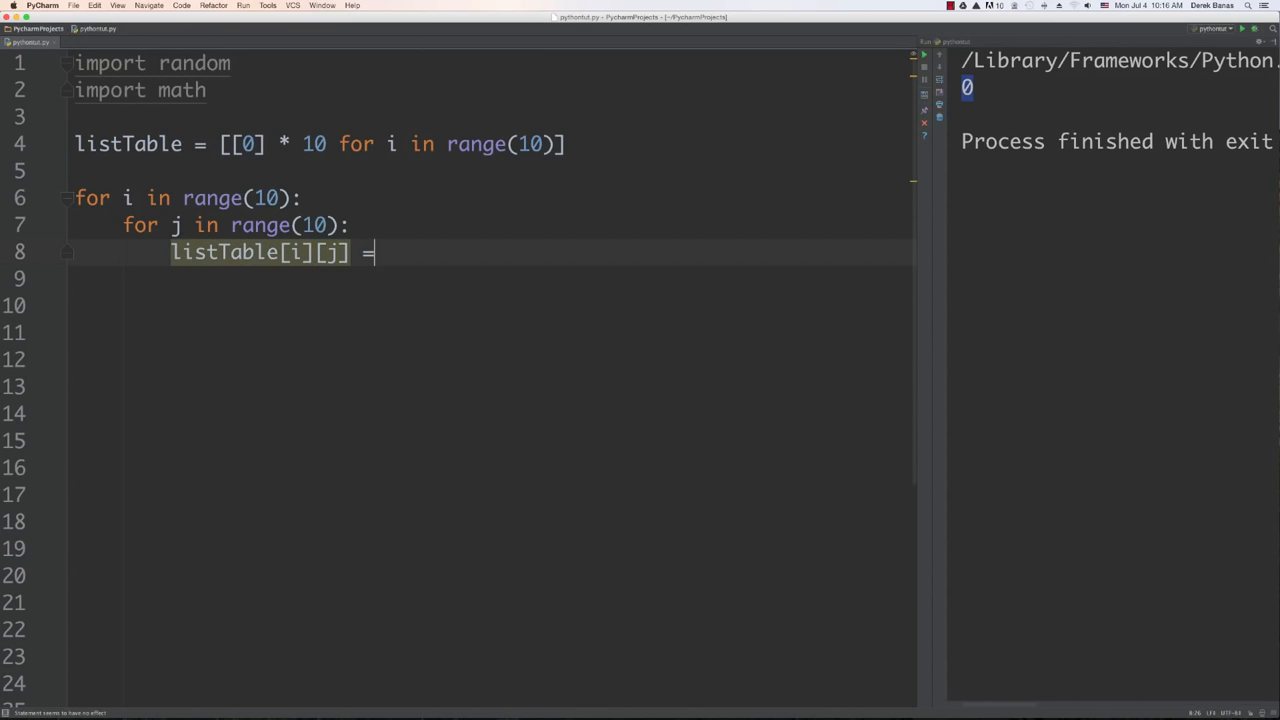 PyCharm File Edit View Navigate Code Refactor Run Tools VCS Window Help 10 Mon Jul 4 10:16 AM Derek Banas
pythontut.py - PycharmProjects - [~/PycharmProjects]
PycharmProjects pythontut.py pythontut
pythontut.py Run pythontut
1 import random
2 import math
3
4 listTable = [[0] * 10 for i in range(10)]
5
6 for i in range(10):
7 for j in range(10):
8 listTable[i][j] =
9
10
11
12
13
14
15
16
17
18
19
20
21
22
23
24
/Library/Frameworks/Python.
0
Process finished with exit
Statement seems to have no effect 8:26 LF‡ UTF-8‡